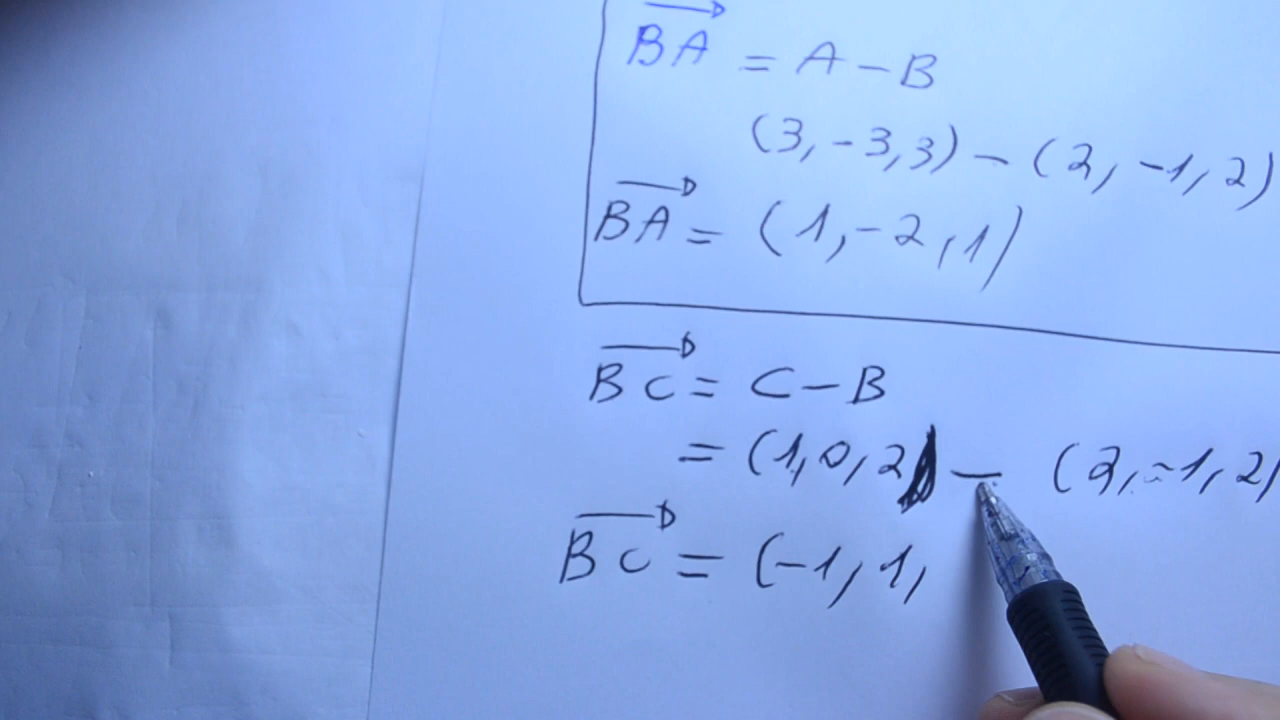 BA = A - B
(3, -3, 3) - (2, -1, 2)
BA = (1, -2, 1)
BC = C - B
= (1, 0, 2) - (2, -1, 2)
BC = (-1, 1,